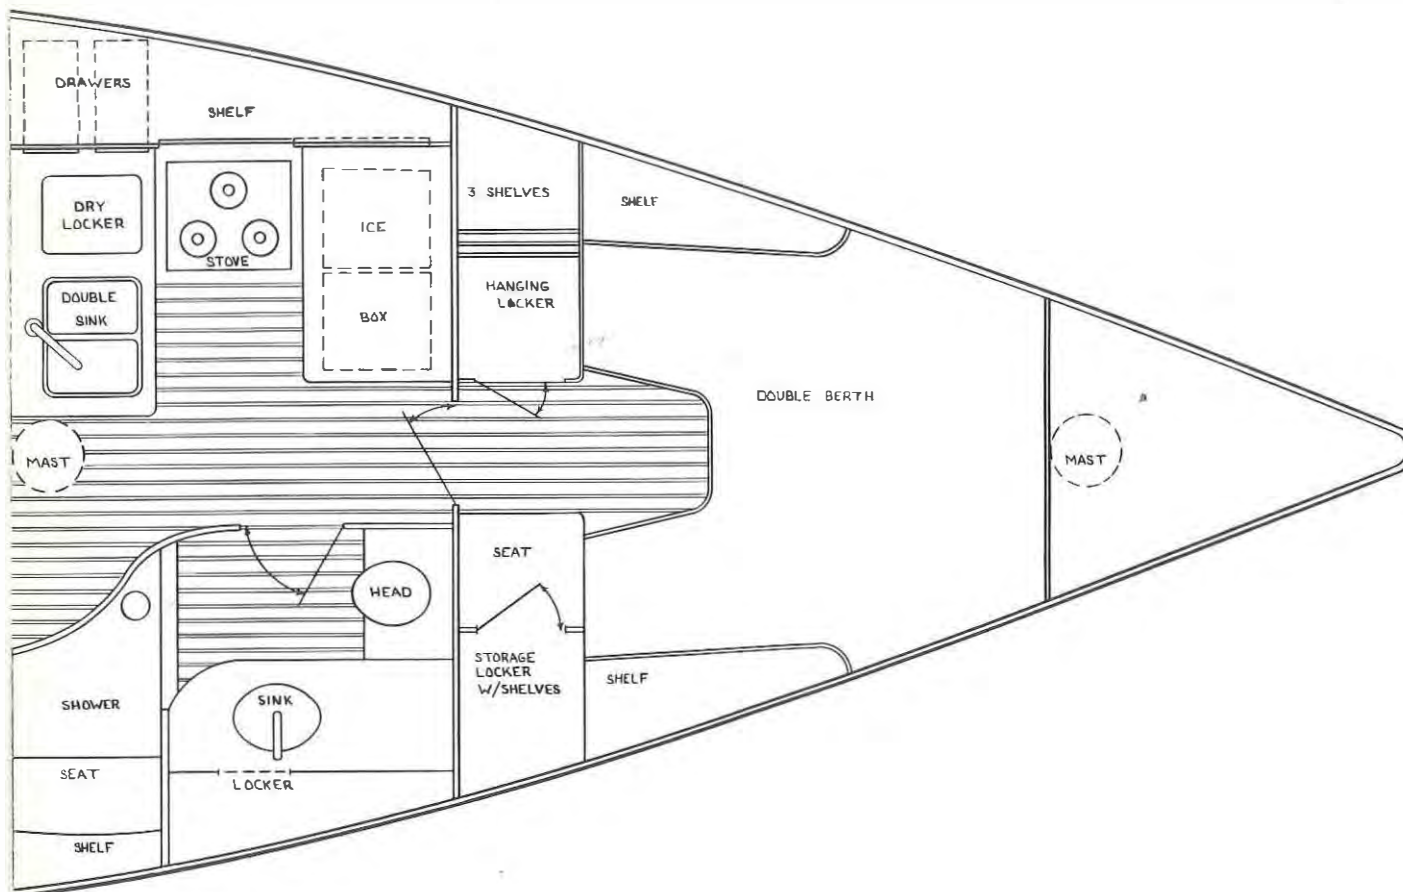 DRAWERS
SHELF
DRY
LOCKER
STOVE
ICE
DOUBLE
SINK
BOX
3 SHELVES
SHELF
HANGING
LOCKER
DOUBLE BERTH
MAST
MAST
SEAT
HEAD
STORAGE
LOCKER
W/SHELVES
SHELF
SHOWER
SINK
SEAT
LOCKER
SHELF